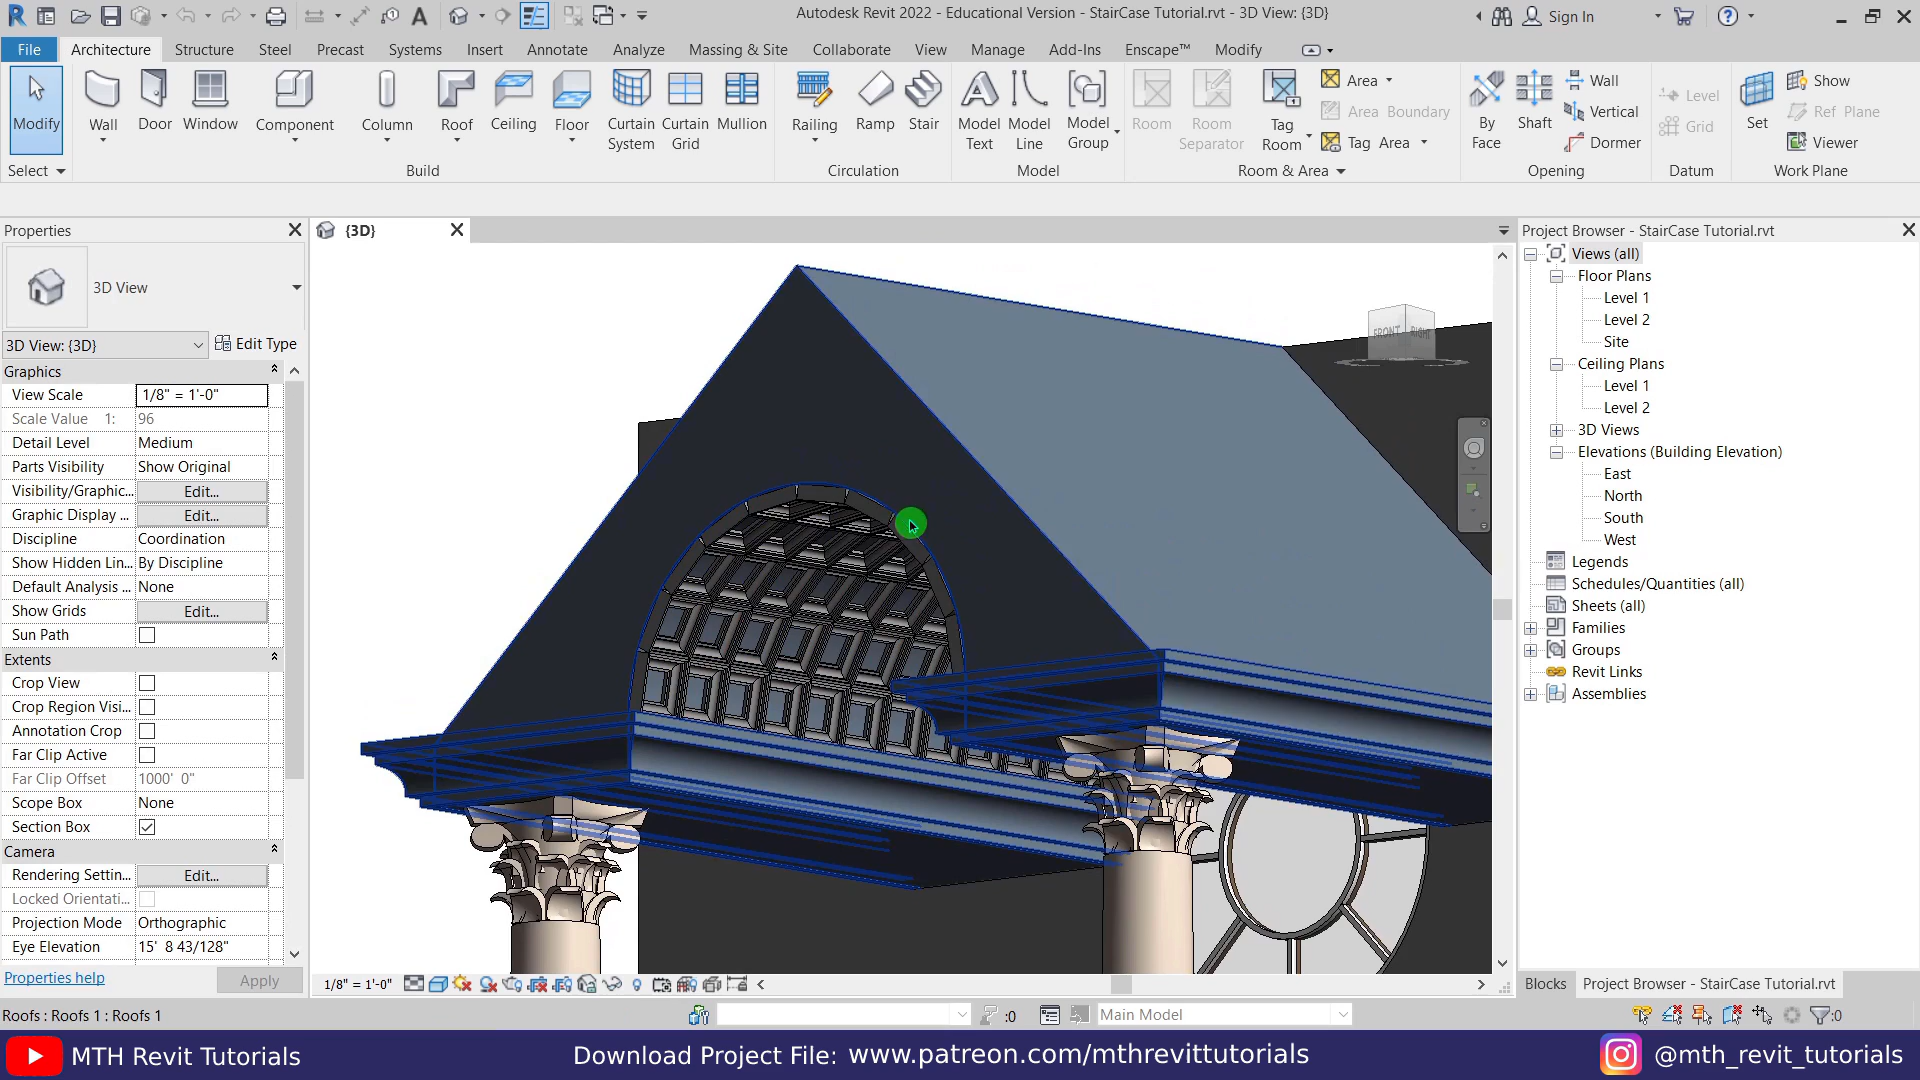 Autodesk Revit 2022 - Educational Version - StairCase Tutorial.rvt - 3D View: {3D}
Sign In
File Architecture Structure Steel Precast Systems Insert Annotate Analyze Massing & Site Collaborate View Manage Add-Ins Enscape™ Modify
Modify Wall Door Window Component Column Roof Ceiling Floor Curtain System Curtain Grid Mullion Railing Ramp Stair Model Text Model Line Model Group Room Room Separator Tag Room Area Area Boundary Tag Area By Face Shaft Wall Vertical Dormer Level Grid Set Show Ref Plane Viewer
Select Build Circulation Model Room & Area Opening Datum Work Plane
Properties
3D View
3D View: {3D} Edit Type
Graphics
View Scale 1/8" = 1'-0"
Scale Value 1: 96
Detail Level Medium
Parts Visibility Show Original
Visibility/Graphic... Edit...
Graphic Display ... Edit...
Discipline Coordination
Show Hidden Lin... By Discipline
Default Analysis ... None
Show Grids Edit...
Sun Path
Extents
Crop View
Crop Region Visi...
Annotation Crop
Far Clip Active
Far Clip Offset 1000' 0"
Scope Box None
Section Box
Camera
Rendering Settin... Edit...
Locked Orientati...
Projection Mode Orthographic
Eye Elevation 15' 8 43/128"
Properties help Apply
{3D}
FRONT RIGHT
1/8" = 1'-0"
Project Browser - StairCase Tutorial.rvt
Views (all)
Floor Plans
Level 1
Level 2
Site
Ceiling Plans
Level 1
Level 2
3D Views
Elevations (Building Elevation)
East
North
South
West
Legends
Schedules/Quantities (all)
Sheets (all)
Families
Groups
Revit Links
Assemblies
Blocks Project Browser - StairCase Tutorial.rvt
Roofs : Roofs 1 : Roofs 1
:0 Main Model :0
MTH Revit Tutorials Download Project File: www.patreon.com/mthrevittutorials @mth_revit_tutorials